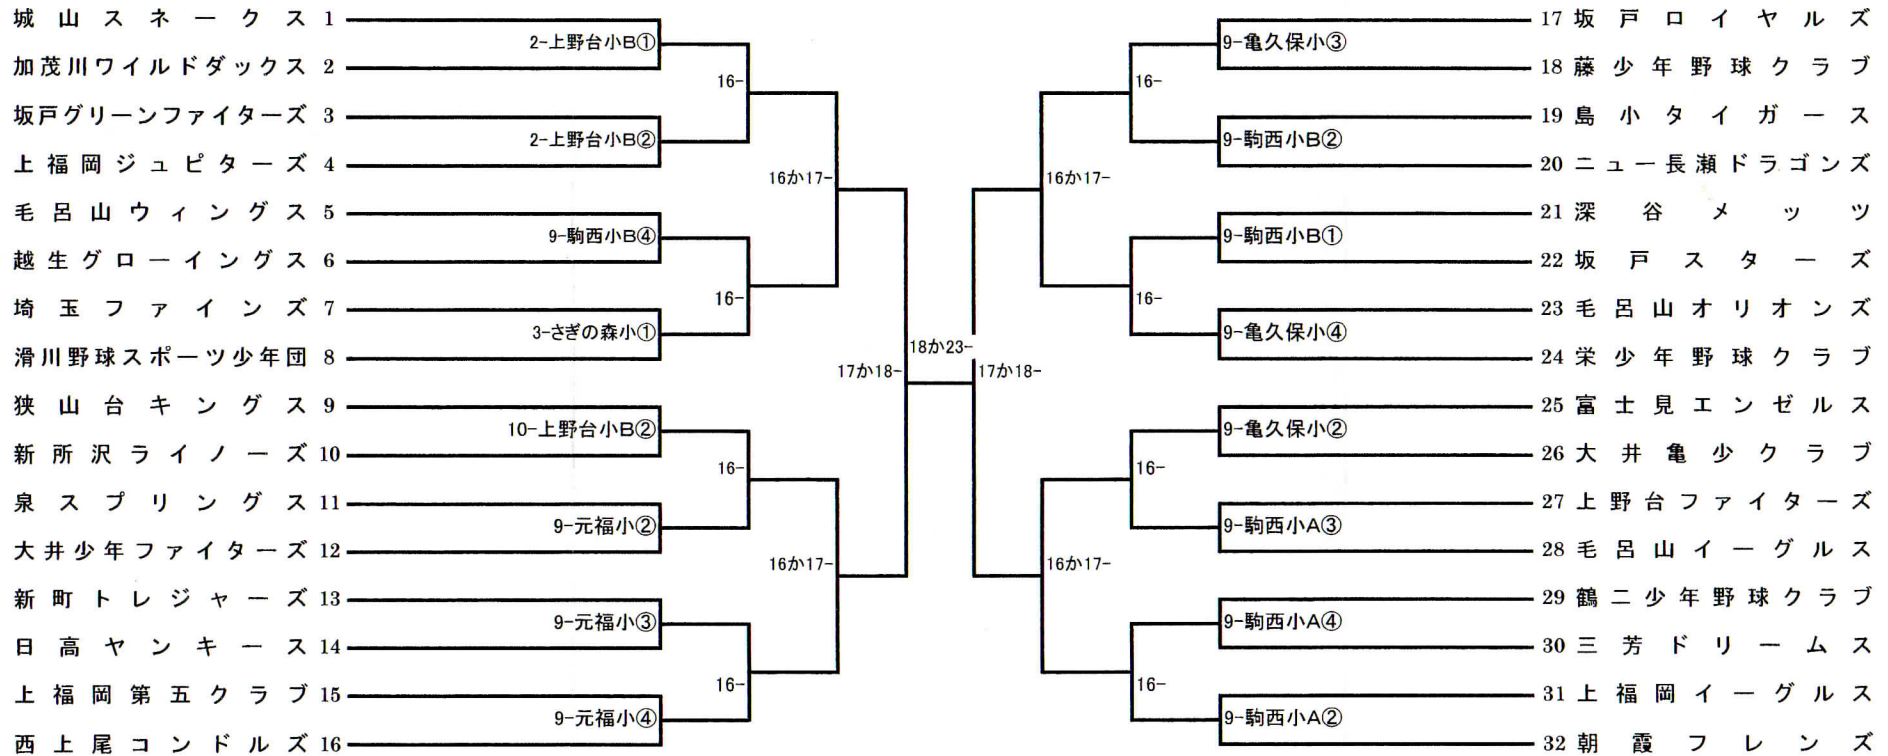 城山スネークス 1
2-上野台小B①
加茂川ワイルドダックス 2
16-
坂戸グリーンファイターズ 3
2-上野台小B②
上福岡ジュピターズ 4
16か17-
毛呂山ウィングス 5
9-駒西小B④
越生グローイングス 6
16-
埼玉ファインズ 7
3-さぎの森小①
滑川野球スポーツ少年団 8
17か18-
狭山台キングス 9
10-上野台小B②
新所沢ライノーズ 10
16-
泉スプリングス 11
9-元福小②
大井少年ファイターズ 12
16か17-
新町トレジャーズ 13
9-元福小③
日高ヤンキース 14
16-
上福岡第五クラブ 15
9-元福小④
西上尾コンドルズ 16
18か23-
17 坂戸ロイヤルズ
9-亀久保小③
18 藤少年野球クラブ
16-
19 島小タイガース
9-駒西小B②
20 ニュー長瀬ドラゴンズ
16か17-
21 深谷メッツ
9-駒西小B①
22 坂戸スターズ
16-
23 毛呂山オリオンズ
9-亀久保小④
24 栄少年野球クラブ
17か18-
25 富士見エンゼルス
9-亀久保小②
26 大井亀少クラブ
16-
27 上野台ファイターズ
9-駒西小A③
28 毛呂山イーグルス
16か17-
29 鶴二少年野球クラブ
9-駒西小A④
30 三芳ドリームス
16-
31 上福岡イーグルス
9-駒西小A②
32 朝霞フレンズ